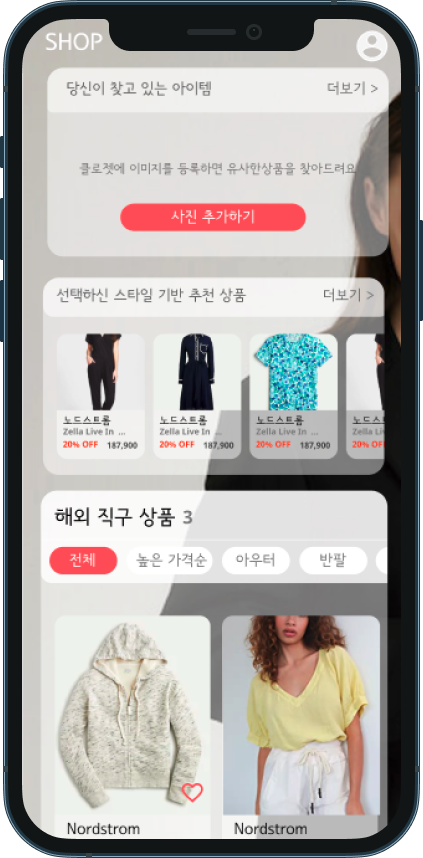 SHOP
당신이 찾고 있는 아이템 더보기 >
클로젯에 이미지를 등록하면 유사한상품을 찾아드려요
사진 추가하기
선택하신 스타일 기반 추천 상품 더보기 >
노드스트롬 노드스트롬 노드스트롬 노드스
Zella Live In ... Zella Live In ... Zella Live In ... Zella Liv
20% OFF 187,900 20% OFF 187,900 20% OFF 187,900 20% OF
해외 직구 상품 3
전체 높은 가격순 아우터 반팔
Nordstrom Nordstrom